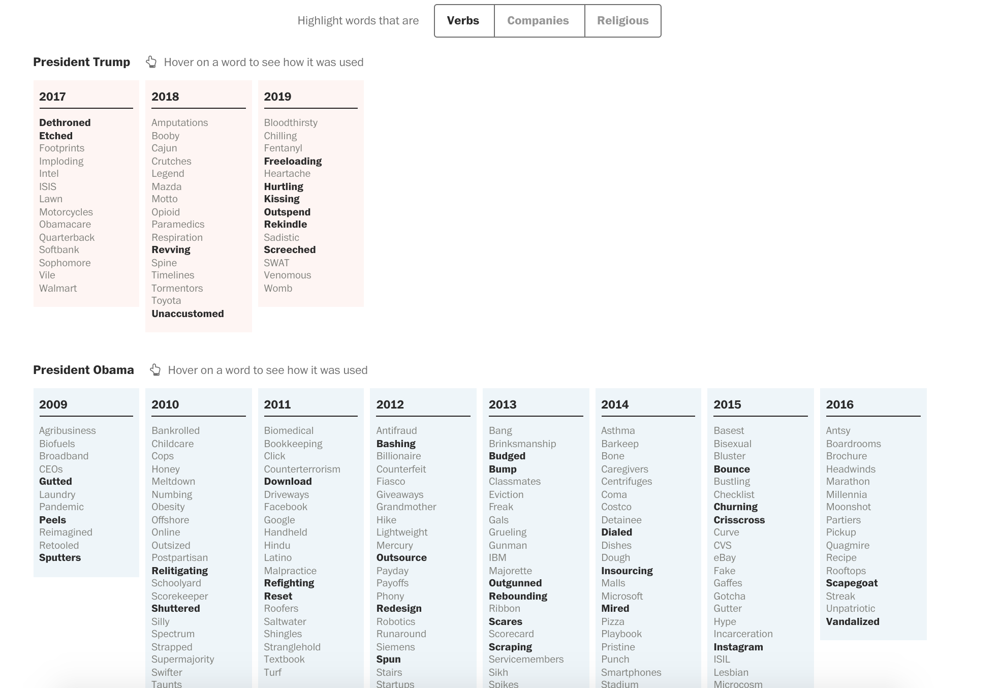 Highlight words that are
Verbs
Companies
Religious
President Trump
Hover on a word to see how it was used
2017
Dethroned
Etched
Footprints
Imploding
Intel
ISIS
Lawn
Motorcycles
Obamacare
Quarterback
Softbank
Sophomore
Vile
Walmart
2018
Amputations
Booby
Cajun
Crutches
Legend
Mazda
Motto
Opioid
Paramedics
Respiration
Revving
Spine
Timelines
Tormentors
Toyota
Unaccustomed
2019
Bloodthirsty
Chilling
Fentanyl
Freeloading
Heartache
Hurtling
Kissing
Outspend
Rekindle
Sadistic
Screeched
SWAT
Venomous
Womb
President Obama
Hover on a word to see how it was used
2009
Agribusiness
Biofuels
Broadband
CEOs
Gutted
Laundry
Pandemic
Peels
Reimagined
Retooled
Sputters
2010
Bankrolled
Childcare
Cops
Honey
Meltdown
Numbing
Obesity
Offshore
Online
Outsized
Postpartisan
Relitigating
Schoolyard
Scorekeeper
Shuttered
Silly
Spectrum
Strapped
Supermajority
Swifter
Taunts
2011
Biomedical
Bookkeeping
Click
Counterterrorism
Download
Driveways
Facebook
Google
Handheld
Hindu
Latino
Malpractice
Refighting
Reset
Roofers
Saltwater
Shingles
Stranglehold
Textbook
Turf
2012
Antifraud
Bashing
Billionaire
Counterfeit
Fiasco
Giveaways
Grandmother
Hike
Lightweight
Mercury
Outsource
Payday
Payoffs
Phony
Redesign
Robotics
Runaround
Siemens
Spun
Stairs
Startups
2013
Bang
Brinksmanship
Budged
Bump
Classmates
Eviction
Freak
Gals
Grueling
Gunman
IBM
Majorette
Outgunned
Rebounding
Ribbon
Scares
Scorecard
Scraping
Servicemembers
Sikh
Spikes
2014
Asthma
Barkeep
Bone
Caregivers
Centrifuges
Coma
Costco
Detainee
Dialed
Dishes
Dough
Insourcing
Malls
Microsoft
Mired
Pizza
Playbook
Pristine
Punch
Smartphones
Stadium
2015
Basest
Bisexual
Bluster
Bounce
Bustling
Checklist
Churning
Crisscross
Curve
CVS
eBay
Fake
Gaffes
Gotcha
Gutter
Hype
Incarceration
Instagram
ISIL
Lesbian
Microcosm
2016
Antsy
Boardrooms
Brochure
Headwinds
Marathon
Millennia
Moonshot
Partiers
Pickup
Quagmire
Recipe
Rooftops
Scapegoat
Streak
Unpatriotic
Vandalized